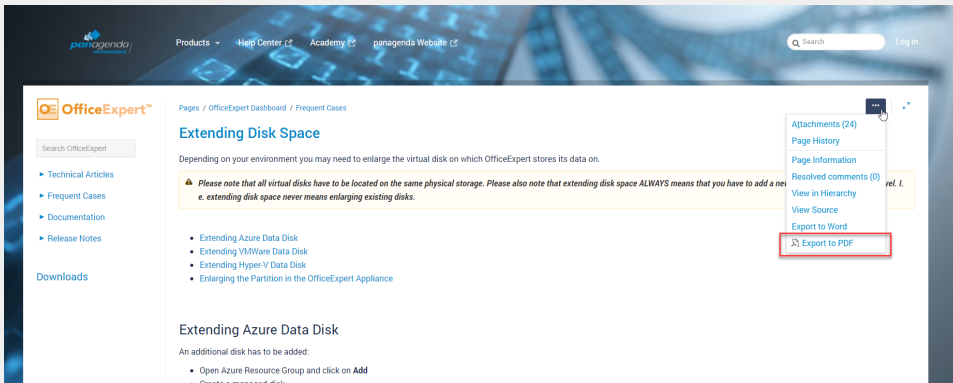 panagenda
Products Help Center Academy panagenda Website
Search
Log in
OE OfficeExpert™
Search OfficeExpert
Technical Articles
Frequent Cases
Documentation
Release Notes
Downloads
Pages / OfficeExpert Dashboard / Frequent Cases
Extending Disk Space
Depending on your environment you may need to enlarge the virtual disk on which OfficeExpert stores its data on.
Please note that all virtual disks have to be located on the same physical storage. Please also note that extending disk space ALWAYS means that you have to add a vel. I.
e. extending disk space never means enlarging existing disks.
Extending Azure Data Disk
Extending VMWare Data Disk
Extending Hyper-V Data Disk
Enlarging the Partition in the OfficeExpert Appliance
Extending Azure Data Disk
An additional disk has to be added:
Open Azure Resource Group and click on Add
Create a managed disk
...
Attachments (24)
Page History
Page Information
Resolved comments (0)
View in Hierarchy
View Source
Export to Word
Export to PDF